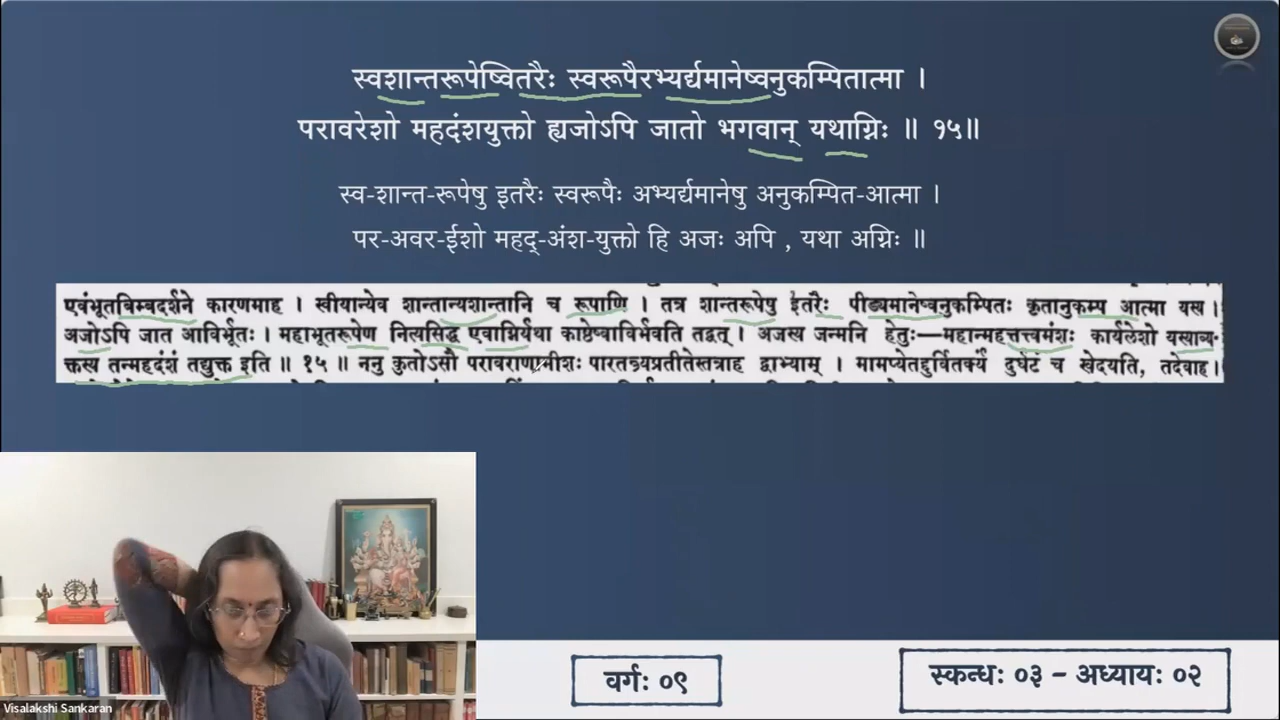 स्वशान्तरूपेष्वितरैः स्वरूपैरभ्यर्द्यमानेष्वनुकम्पितात्मा ।
परावरेशो महदंशयुक्तो ह्यजोऽपि जातो भगवान् यथाग्निः ॥ १५॥
स्व-शान्त-रूपेषु इतरैः स्वरूपैः अभ्यर्द्यमानेषु अनुकम्पित-आत्मा ।
पर-अवर-ईशो महद्-अंश-युक्तो हि अजः अपि , यथा अग्निः ॥
एवंभूतबिम्बदर्शने कारणमाह । स्वीयान्येव शान्तान्यशान्तानि च रूपाणि । तत्र शान्तरूपेषु इतरैः पीड्यमानेष्वनुकम्पितः कृतानुकम्प आत्मा यस्य ।
अजोऽपि जात आविर्भूतः । महाभूतरूपेण नित्यसिद्ध एवाग्निर्यथा काष्ठेष्वाविर्भवति तद्वत् । अजस्य जन्मनि हेतुः—महान्महत्तत्त्वमंशः कार्यलेशो यस्याव्य-
क्तस्य तन्महदंशं तद्युक्त इति ॥ १५ ॥ ननु कुतोऽसौ परावराणामीशः पारतन्त्र्यप्रतीतेस्तत्राह द्वाभ्याम् । मामप्येतद्दुर्वितर्क्यं दुर्घटं च खेदयति, तदेवाह ।
Visalakshi Sankaran
वर्गः ०९
स्कन्धः ०३ - अध्यायः ०२